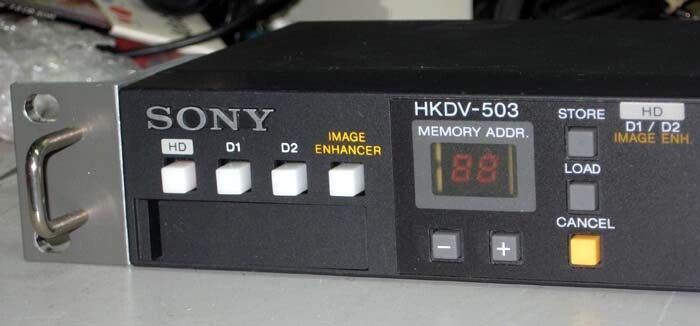 SONY
HD D1 D2 IMAGE
ENHANCER
HKDV-503
MEMORY ADDR.
88
STORE
LOAD
CANCEL
HD
D1 / D2
IMAGE ENH.